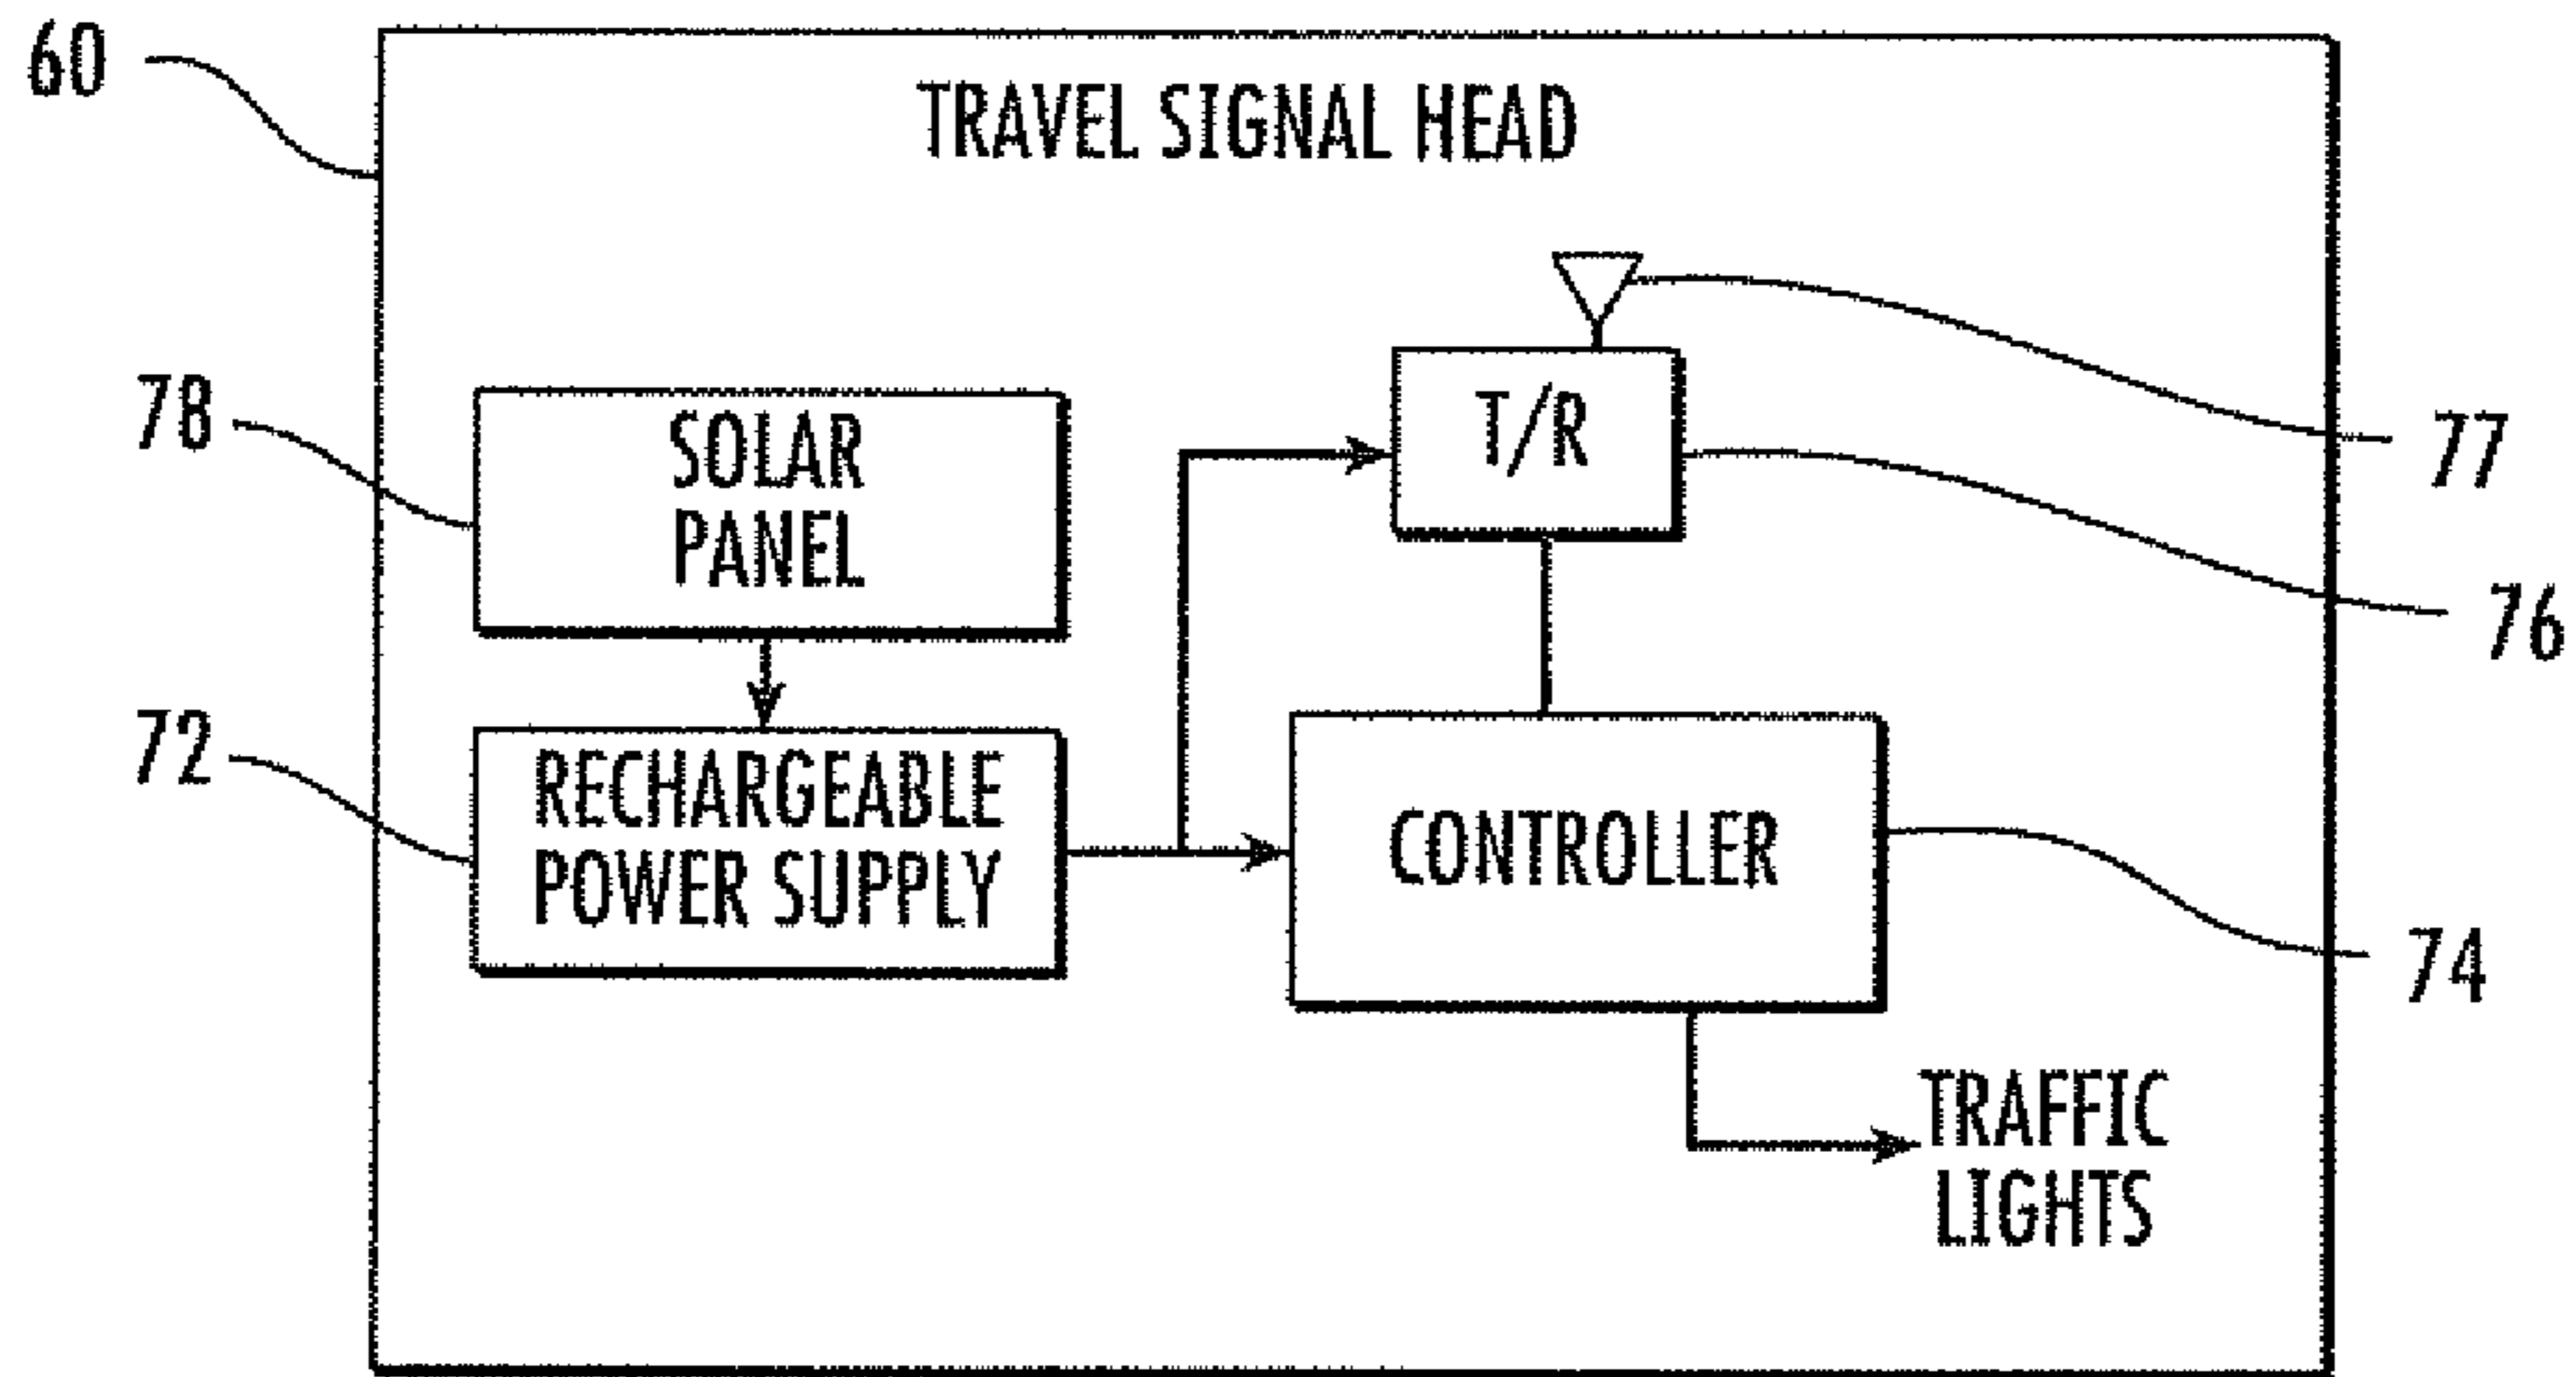 60
TRAVEL SIGNAL HEAD
78
SOLAR
PANEL
T/R
77
76
72
RECHARGEABLE
POWER SUPPLY
CONTROLLER
74
TRAFFIC
LIGHTS